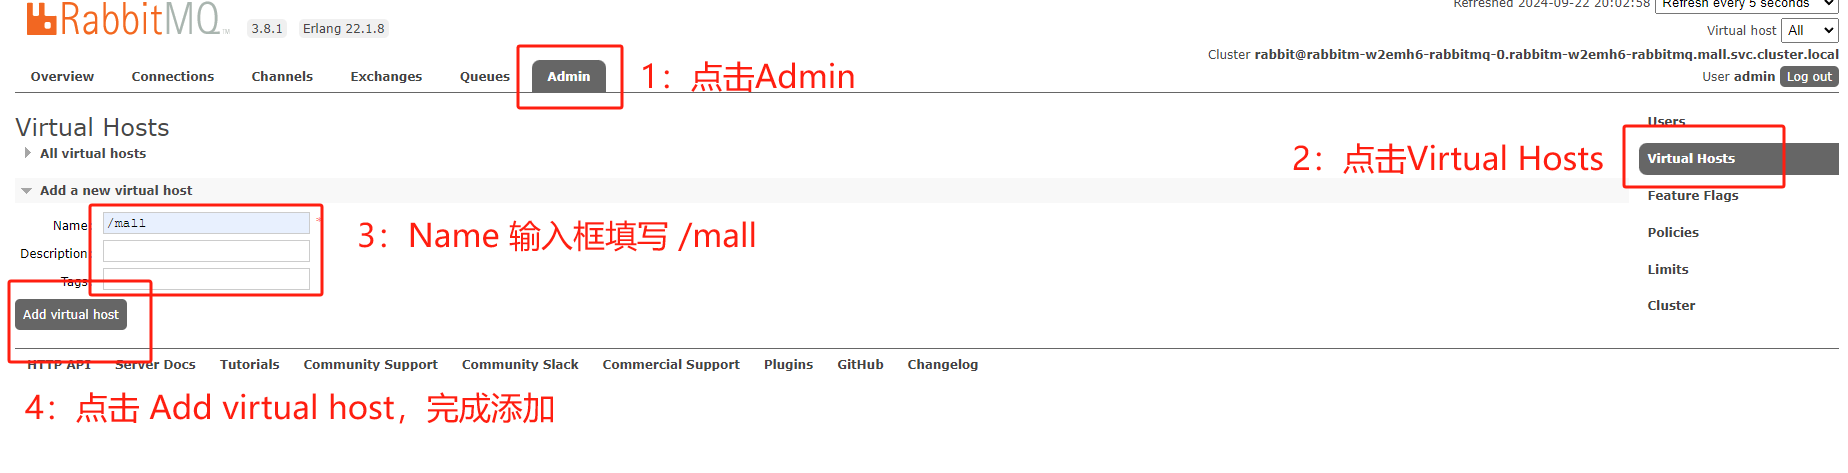 Refreshed 2024-09-22 20:02:58 Refresh every 5 seconds
RabbitMQ TM 3.8.1 Erlang 22.1.8
Virtual host All
Cluster rabbit@rabbitm-w2emh6-rabbitmq-0.rabbitm-w2emh6-rabbitmq.mall.svc.cluster.local
User admin Log out
Overview Connections Channels Exchanges Queues Admin
1：点击Admin
Virtual Hosts
All virtual hosts
Add a new virtual host
Name: /mall *
Description:
Tags:
3：Name 输入框填写 /mall
Add virtual host
2：点击Virtual Hosts
Users
Virtual Hosts
Feature Flags
Policies
Limits
Cluster
HTTP API Server Docs Tutorials Community Support Community Slack Commercial Support Plugins GitHub Changelog
4：点击 Add virtual host，完成添加